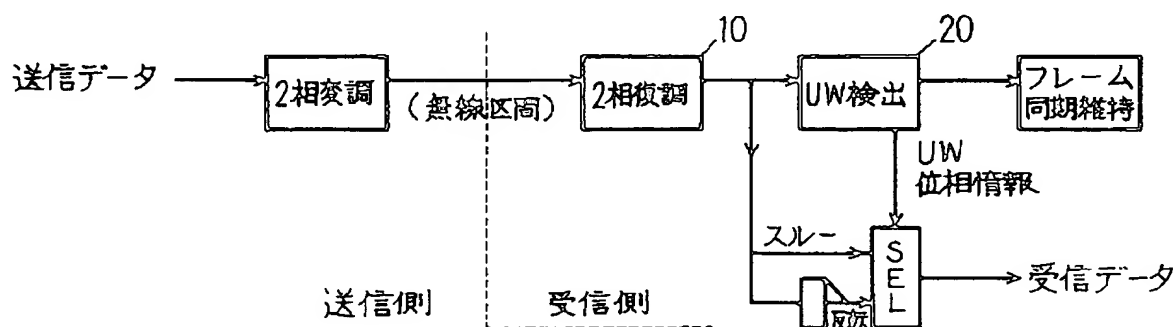 10
20
送信データ
2相変調
(無線区間)
2相復調
UW検出
フレーム
同期維持
UW
位相情報
スルー
SEL
受信データ
送信側
受信側
反転